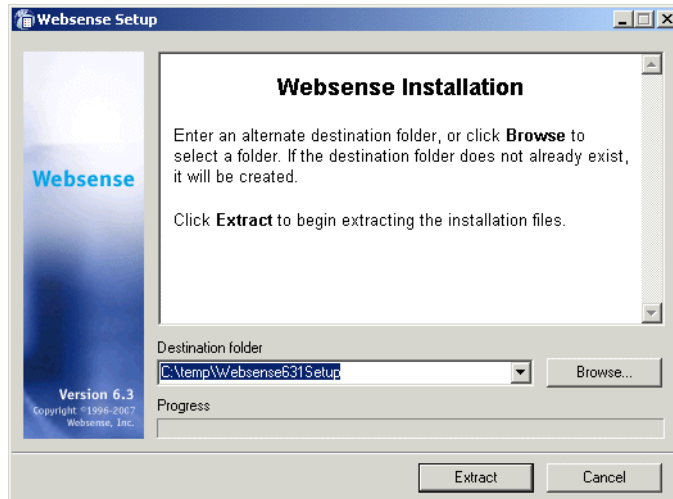 Websense Setup
Websense Installation
Enter an alternate destination folder, or click Browse to
select a folder. If the destination folder does not already exist,
it will be created.
Click Extract to begin extracting the installation files.
Websense
Destination folder
C:\temp\Websense631Setup
Browse...
Version 6.3
Copyright ©1996-2007
Websense, Inc.
Progress
Extract
Cancel